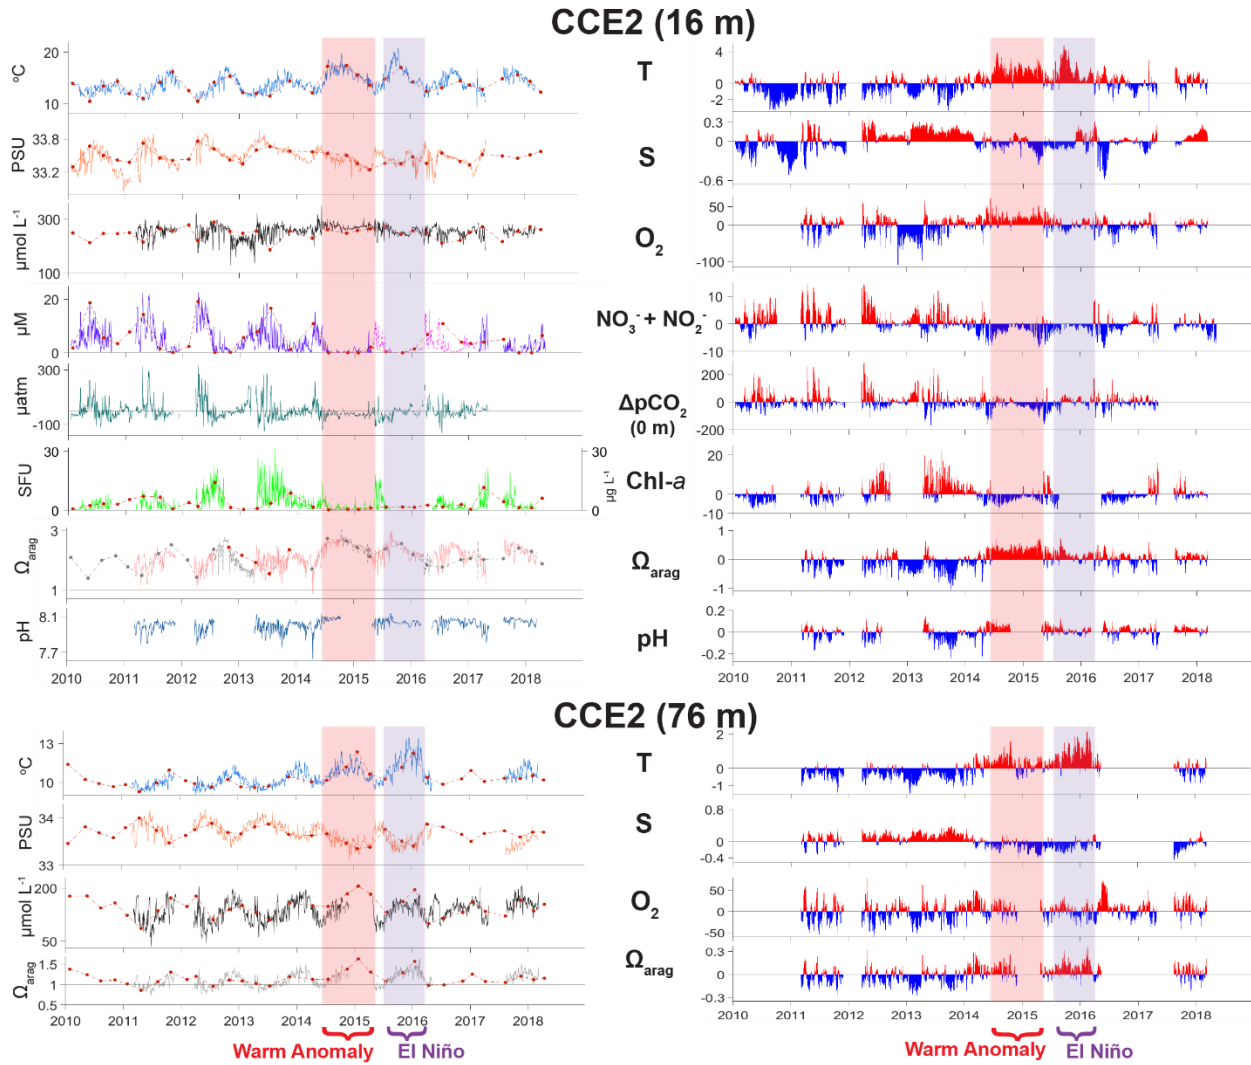 CCE2 (16 m)
ºC
20
10
T
4
2
0
-2
PSU
33.8
33.2
S
0.3
0
-0.6
µmol L⁻¹
300
100
O₂
50
0
-100
µM
20
10
0
NO₃⁻ + NO₂⁻
10
0
-10
µatm
300
-100
ΔpCO₂
(0 m)
200
0
-200
SFU
30
0
30
0
µg L⁻¹
Chl-a
20
0
-10
Ωarag
3
1
Ωarag
1
0
-1
pH
8.1
7.7
pH
0.2
0
-0.2
2010 2011 2012 2013 2014 2015 2016 2017 2018
2010 2011 2012 2013 2014 2015 2016 2017 2018
CCE2 (76 m)
ºC
13
10
T
2
0
-1
PSU
34
33
S
0.8
0
-0.4
µmol L⁻¹
200
50
O₂
50
0
-50
Ωarag
1.5
1
0.5
Ωarag
0.3
0
-0.3
2010 2011 2012 2013 2014 2015 2016 2017 2018
2010 2011 2012 2013 2014 2015 2016 2017 2018
Warm Anomaly El Niño
Warm Anomaly El Niño